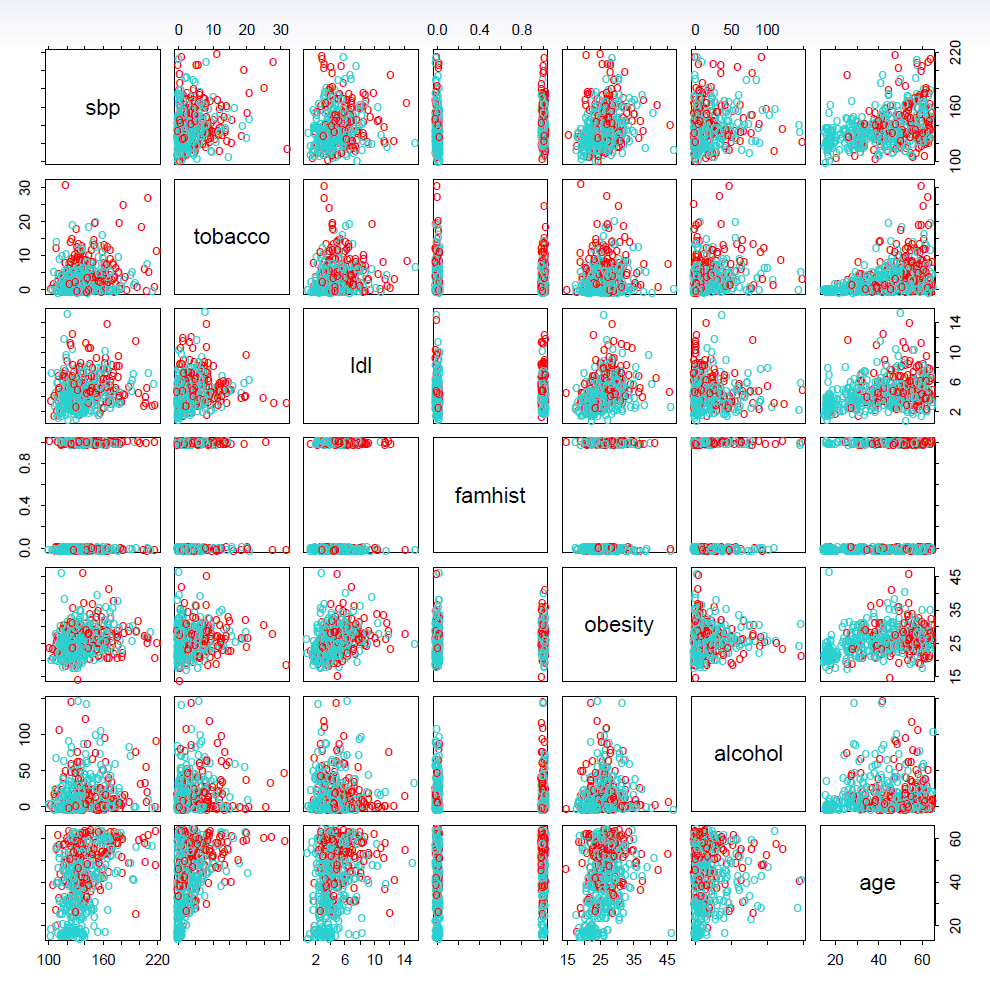 0 10 20 30 0.0 0.4 0.8 0 50 100
sbp
100 160 220
0 10 20 30
tobacco
ldl
2 6 10 14
0.0 0.4 0.8
famhist
obesity
15 25 35 45
0 50 100
alcohol
age
20 40 60
100 160 220 2 6 10 14 15 25 35 45 20 40 60